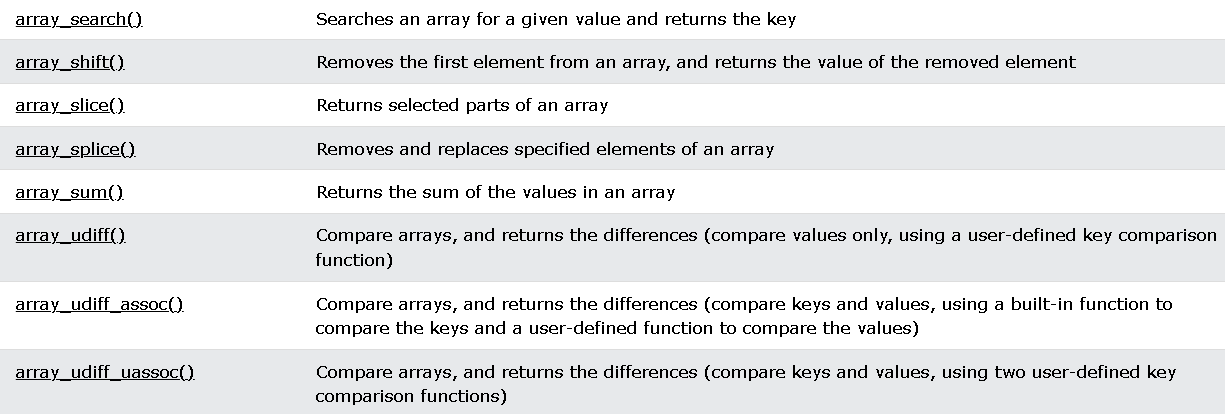 array_search() Searches an array for a given value and returns the key
array_shift() Removes the first element from an array, and returns the value of the removed element
array_slice() Returns selected parts of an array
array_splice() Removes and replaces specified elements of an array
array_sum() Returns the sum of the values in an array
array_udiff() Compare arrays, and returns the differences (compare values only, using a user-defined key comparison
function)
array_udiff_assoc() Compare arrays, and returns the differences (compare keys and values, using a built-in function to
compare the keys and a user-defined function to compare the values)
array_udiff_uassoc() Compare arrays, and returns the differences (compare keys and values, using two user-defined key
comparison functions)